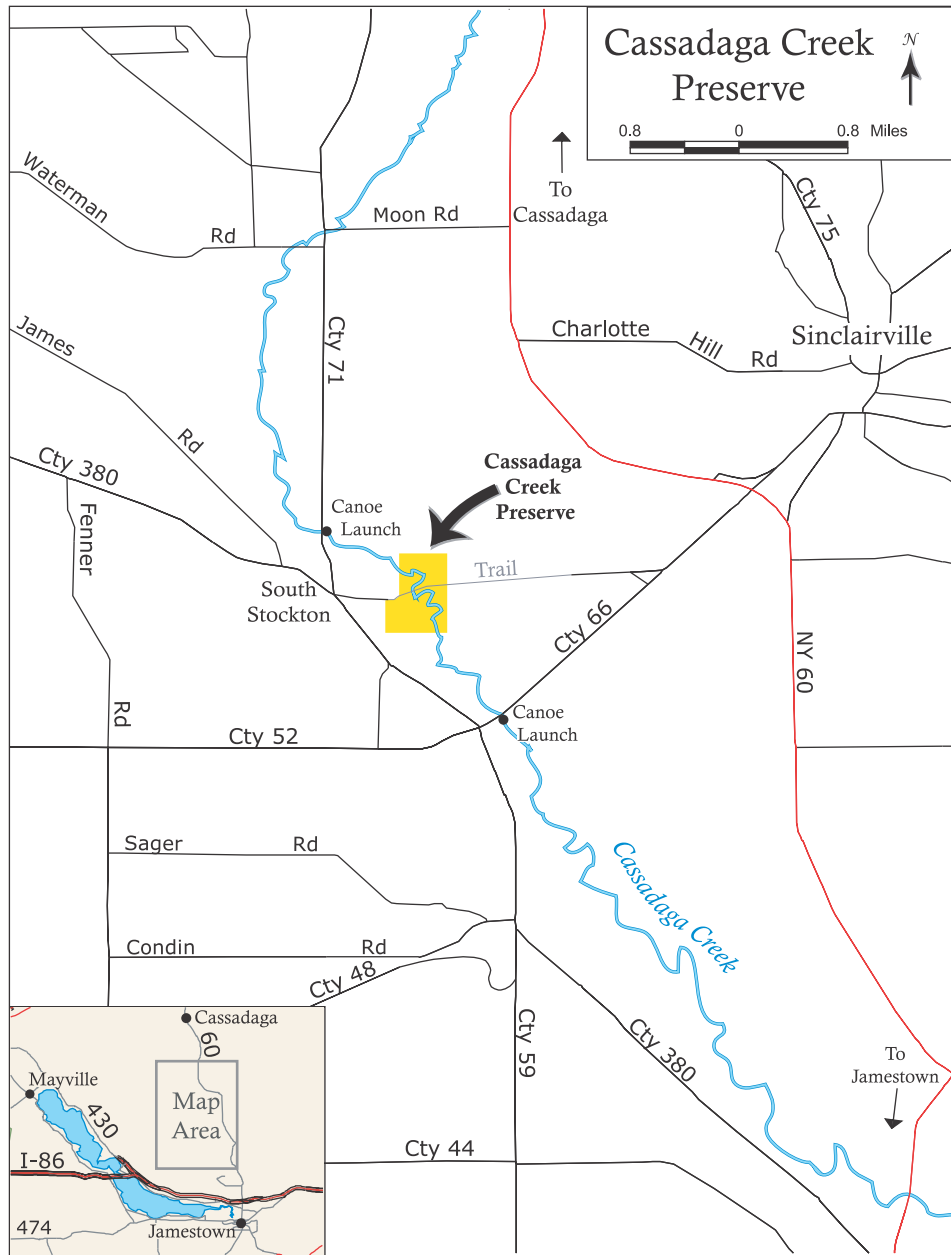 Cassadaga Creek
Preserve
N
0.8 0 0.8 Miles
To
Cassadaga
Cty 75
Waterman
Rd
Moon Rd
Sinclairville
Charlotte
Hill
Rd
Cty 71
James
Rd
Cty 380
Fenner
Rd
Cassadaga
Creek
Preserve
Canoe
Launch
Trail
South
Stockton
Cty 66
NY 60
Canoe
Launch
Cty 52
Sager Rd
Cassadaga Creek
Condin Rd
Cty 48
Cty 59
Cty 380
To
Jamestown
Cty 44
Cassadaga
60
Mayville
430
Map
Area
I-86
474
Jamestown